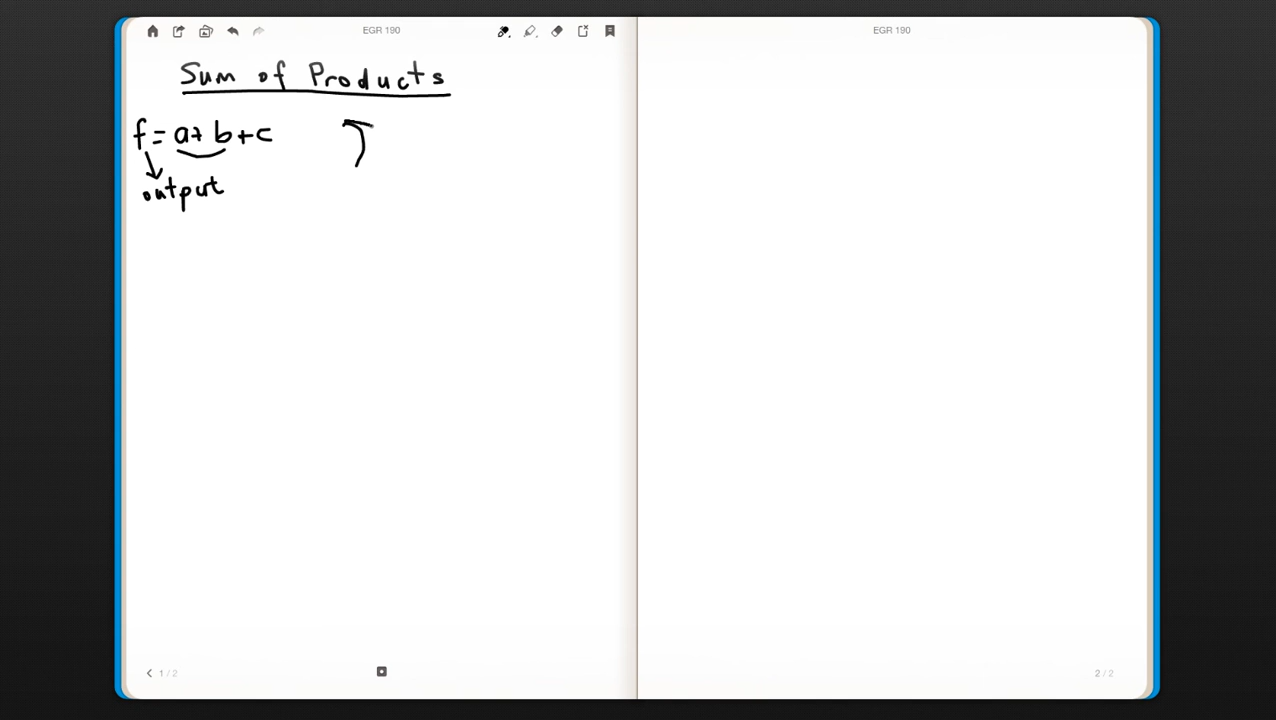 EGR 190
EGR 190
Sum of Products
f = a + b + c
output
1 / 2
2 / 2